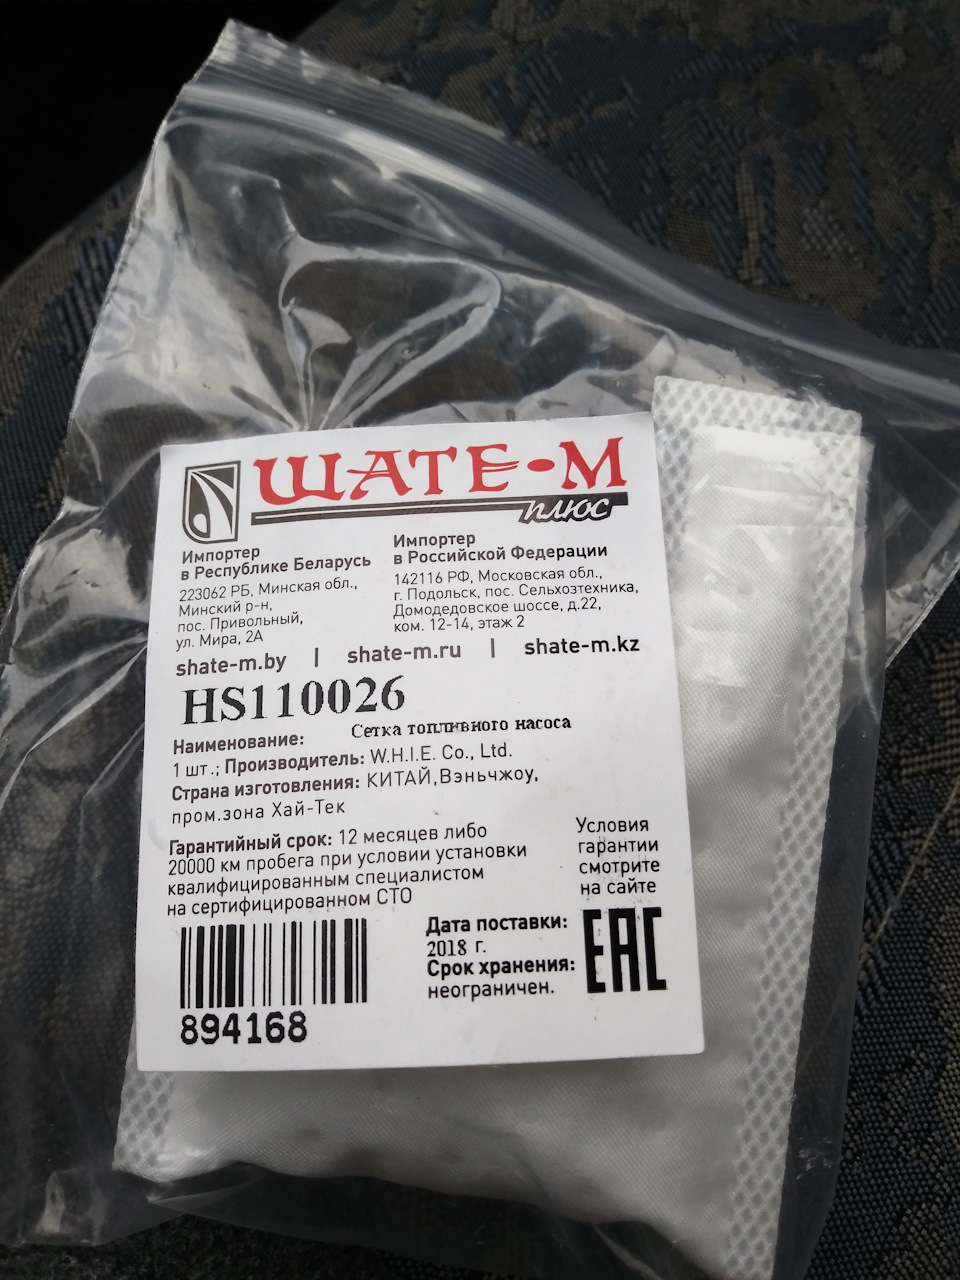 ШАТЕ-М
плюс
Импортер
в Республике Беларусь
223062 РБ, Минская обл.,
Минский р-н,
пос. Привольный,
ул. Мира, 2А
Импортер
в Российской Федерации
142116 РФ, Московская обл.,
г. Подольск, пос. Сельхозтехника,
Домодедовское шоссе, д.22,
ком. 12-14, этаж 2
shate-m.by | shate-m.ru | shate-m.kz
HS110026
Наименование: Сетка топливного насоса
1 шт.; Производитель: W.H.I.E. Co., Ltd.
Страна изготовления: КИТАЙ,Вэньчжоу,
пром.зона Хай-Тек
Гарантийный срок: 12 месяцев либо
20000 км пробега при условии установки
квалифицированным специалистом
на сертифицированном СТО
Условия
гарантии
смотрите
на сайте
Дата поставки:
2018 г.
Срок хранения:
неограничен.
EAC
894168